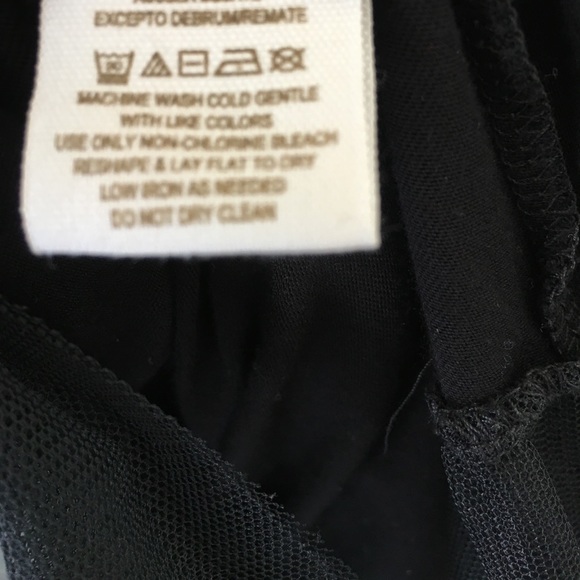 EXCEPTO DEBRUM/REMATE
MACHINE WASH COLD GENTLE
WITH LIKE COLORS
USE ONLY NON-CHLORINE BLEACH
RESHAPE & LAY FLAT TO DRY
LOW IRON AS NEEDED
DO NOT DRY CLEAN